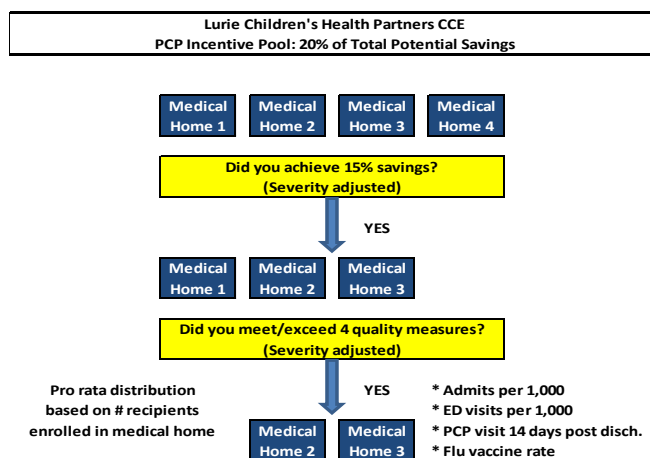 Lurie Children's Health Partners CCE
PCP Incentive Pool: 20% of Total Potential Savings
Medical Home 1
Medical Home 2
Medical Home 3
Medical Home 4
Did you achieve 15% savings?
(Severity adjusted)
YES
Medical Home 1
Medical Home 2
Medical Home 3
Did you meet/exceed 4 quality measures?
(Severity adjusted)
Pro rata distribution
based on # recipients
enrolled in medical home
YES
* Admits per 1,000
* ED visits per 1,000
* PCP visit 14 days post disch.
* Flu vaccine rate
Medical Home 2
Medical Home 3